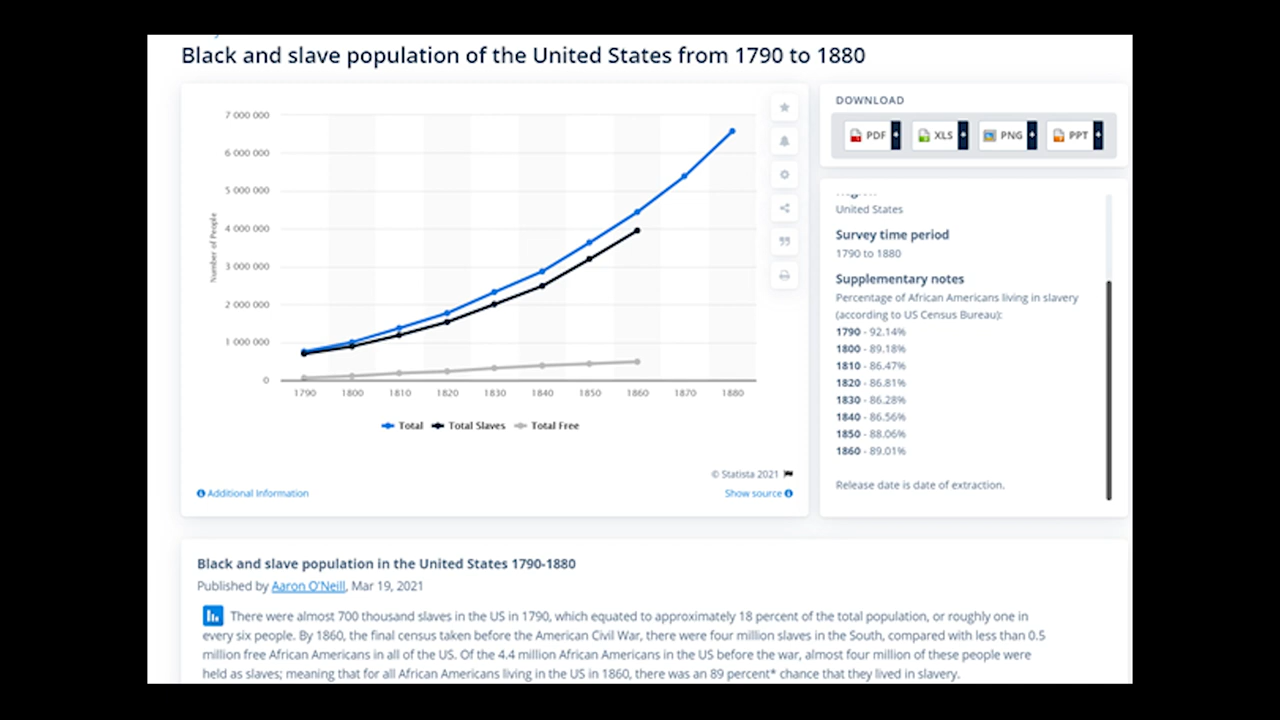 Black and slave population of the United States from 1790 to 1880
7 000 000
6 000 000
5 000 000
4 000 000
3 000 000
2 000 000
1 000 000
0
Number of People
1790 1800 1810 1820 1830 1840 1850 1860 1870 1880
Total Total Slaves Total Free
© Statista 2021
Additional Information
Show source
DOWNLOAD
PDF + XLS + PNG + PPT +
Region
United States
Survey time period
1790 to 1880
Supplementary notes
Percentage of African Americans living in slavery
(according to US Census Bureau):
1790 - 92.14%
1800 - 89.18%
1810 - 86.47%
1820 - 86.81%
1830 - 86.28%
1840 - 86.56%
1850 - 88.06%
1860 - 89.01%
Release date is date of extraction.
Black and slave population in the United States 1790-1880
Published by Aaron O'Neill, Mar 19, 2021
There were almost 700 thousand slaves in the US in 1790, which equated to approximately 18 percent of the total population, or roughly one in
every six people. By 1860, the final census taken before the American Civil War, there were four million slaves in the South, compared with less than 0.5
million free African Americans in all of the US. Of the 4.4 million African Americans in the US before the war, almost four million of these people were
held as slaves; meaning that for all African Americans living in the US in 1860, there was an 89 percent* chance that they lived in slavery.